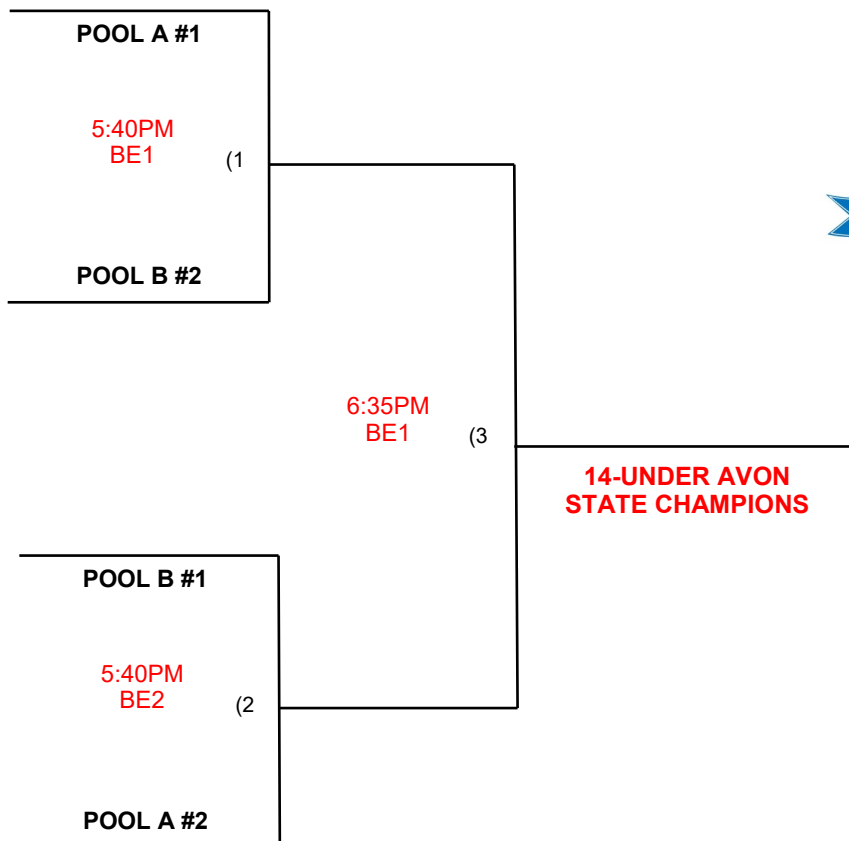 POOL A #1
5:40PM
BE1
(1
POOL B #2
6:35PM
BE1
(3
14-UNDER AVON
STATE CHAMPIONS
POOL B #1
5:40PM
BE2
(2
POOL A #2